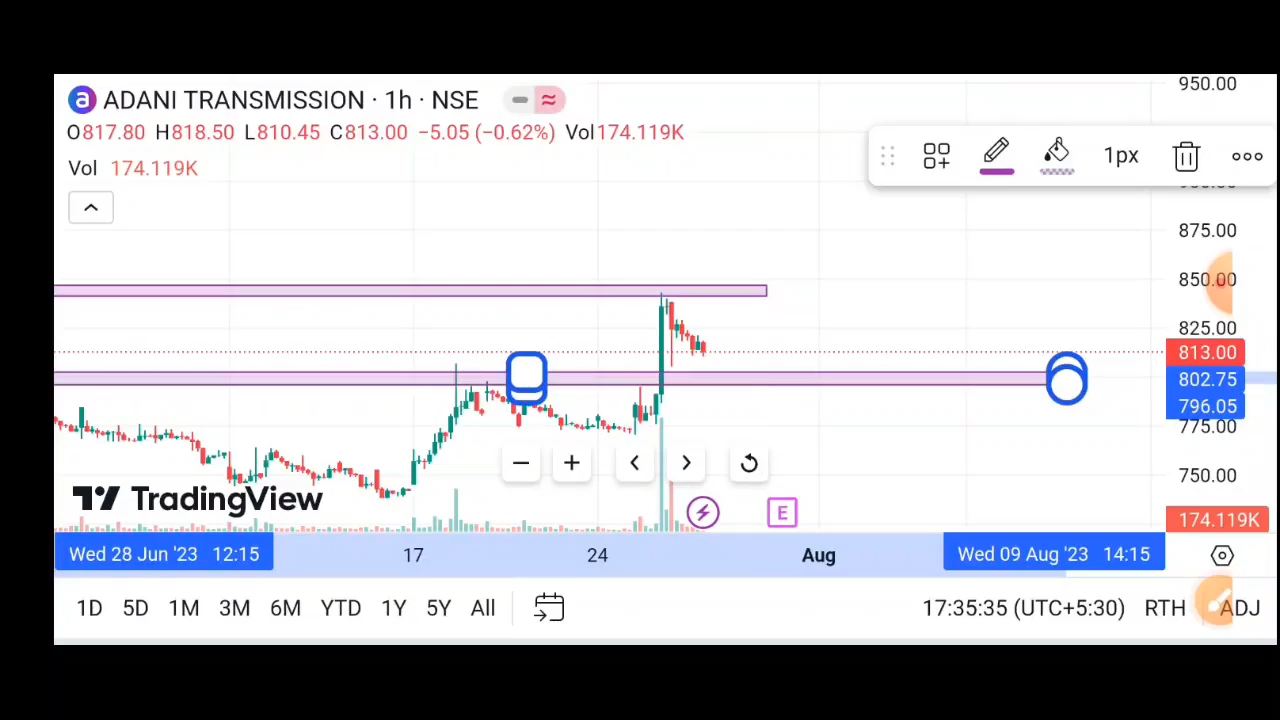 ADANI TRANSMISSION · 1h · NSE
O817.80 H818.50 L810.45 C813.00 −5.05 (−0.62%) Vol174.119K
Vol 174.119K
950.00
1px
875.00
850.00
825.00
813.00
802.75
796.05
775.00
750.00
174.119K
E
TradingView
Wed 28 Jun '23 12:15 17 24 Aug Wed 09 Aug '23 14:15
1D 5D 1M 3M 6M YTD 1Y 5Y All 17:35:35 (UTC+5:30) RTH ADJ